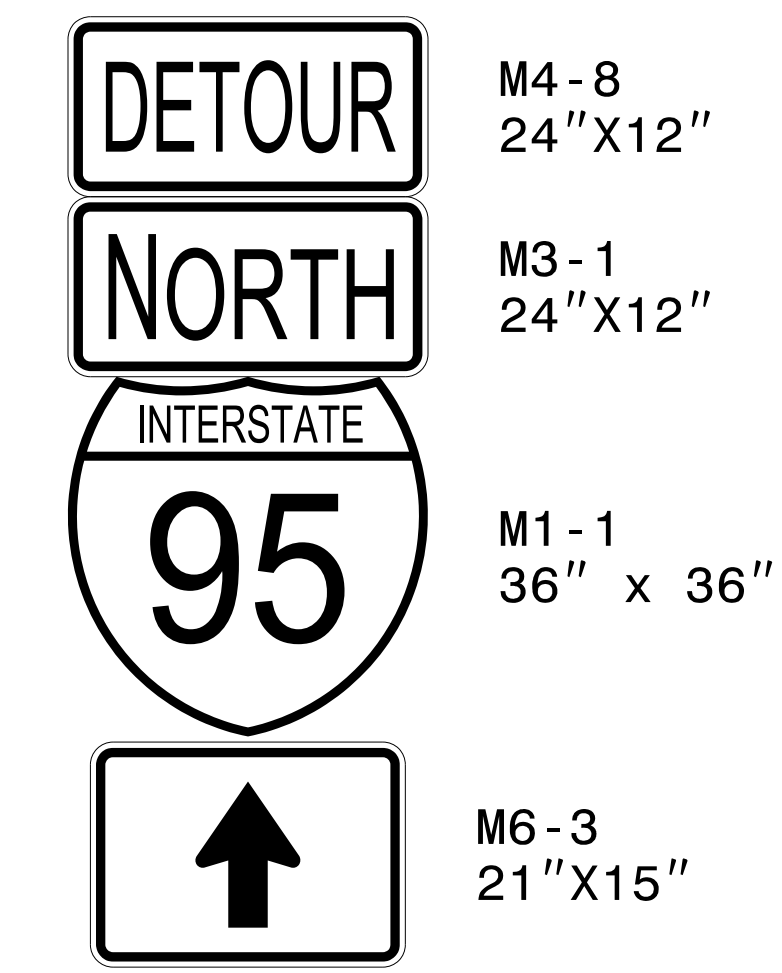 DETOUR
M4-8
24"X12"
NORTH
M3-1
24"X12"
INTERSTATE
95
M1-1
36" x 36"
M6-3
21"X15"